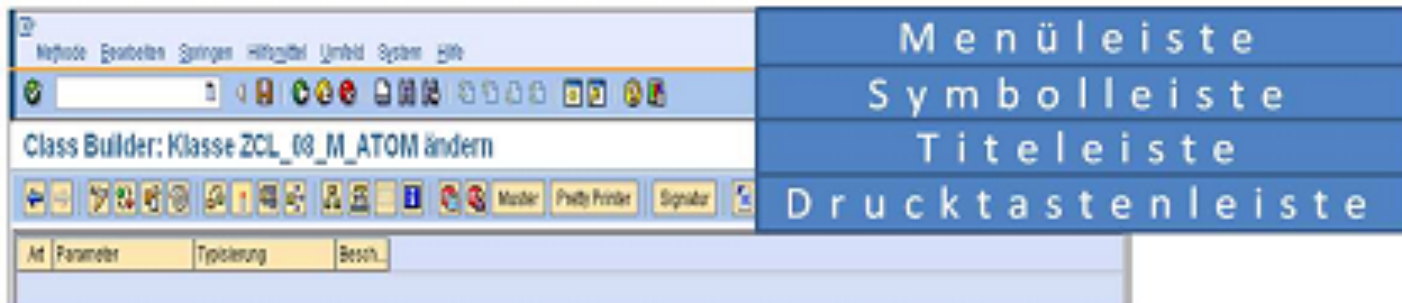 Methode Bearbeiten Springen Hilfsmittel Umfeld System Hilfe
Menüleiste
Symbolleiste
Class Builder: Klasse ZCL_08_M_ATOM ändern
Titeleiste
Muster Pretty Printer Signatur
Drucktastenleiste
Art Parameter Typisierung Besch...